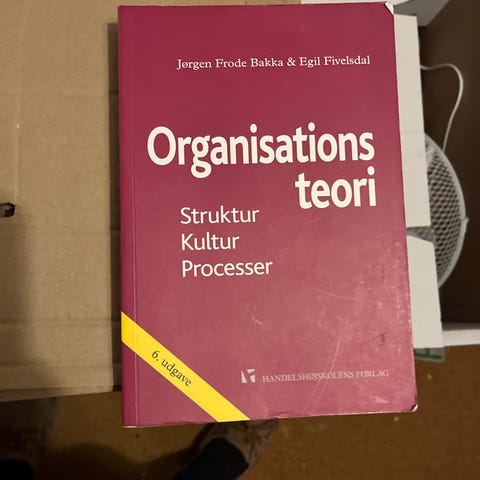 Jørgen Frode Bakka & Egil Fivelsdal
Organisations
teori
Struktur
Kultur
Processer
6. udgave
HANDELSHØJSKOLENS FORLAG